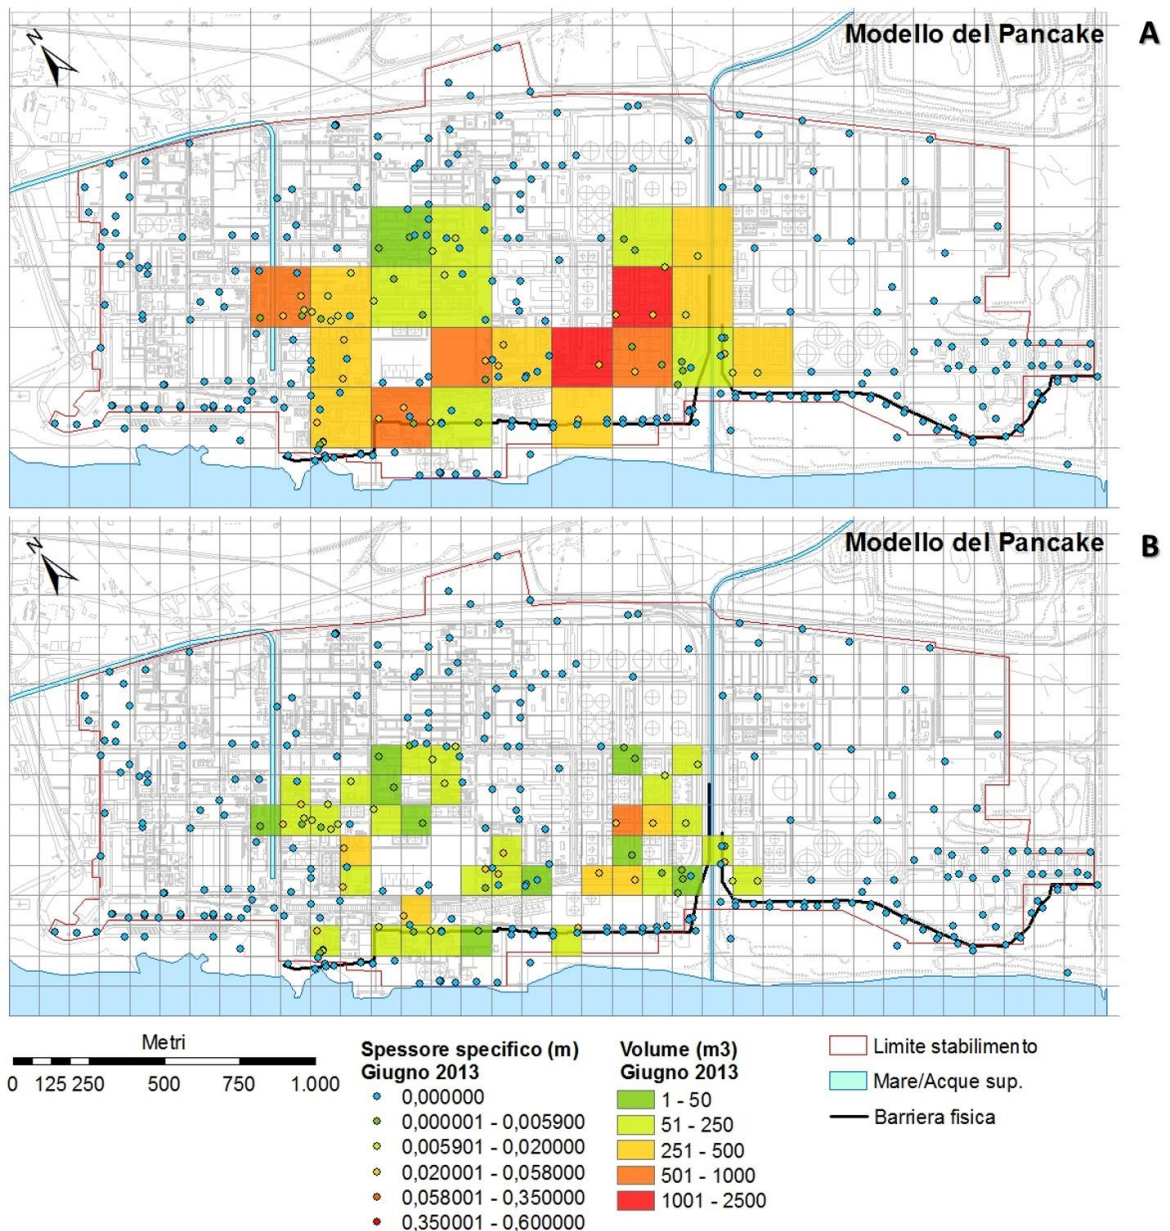 Modello del Pancake
A
N
Modello del Pancake
B
N
Metri
0 125 250 500 750 1.000
Spessore specifico (m)
Giugno 2013
0,000000
0,000001 - 0,005900
0,005901 - 0,020000
0,020001 - 0,058000
0,058001 - 0,350000
0,350001 - 0,600000
Volume (m3)
Giugno 2013
1 - 50
51 - 250
251 - 500
501 - 1000
1001 - 2500
Limite stabilimento
Mare/Acque sup.
Barriera fisica